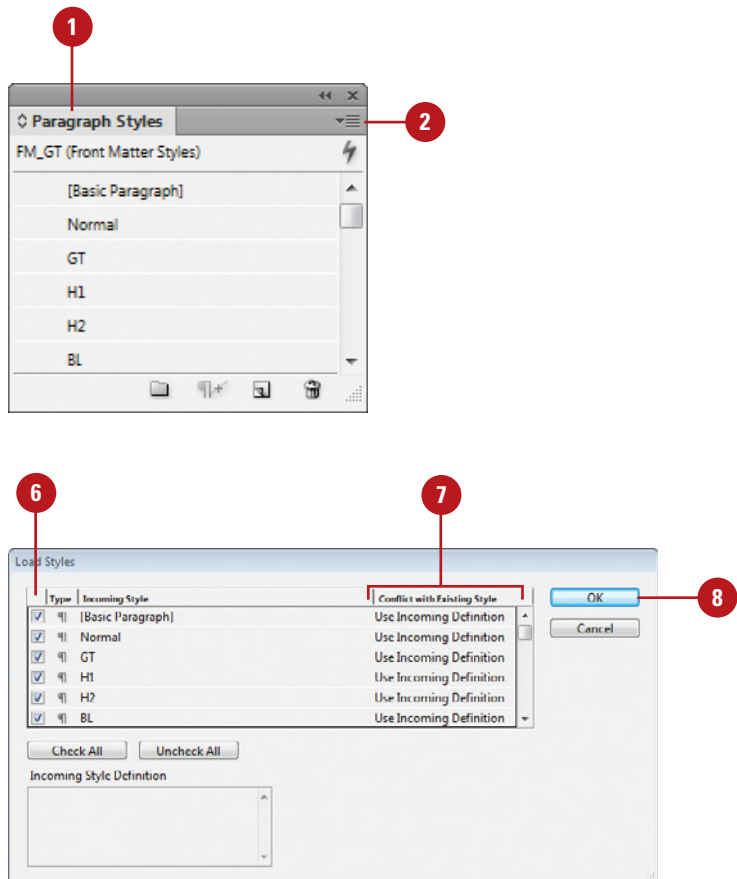 1
Paragraph Styles
2
FM_GT (Front Matter Styles)
[Basic Paragraph]
Normal
GT
H1
H2
BL
6
7
Load Styles
Type Incoming Style Conflict with Existing Style
OK
8
[Basic Paragraph] Use Incoming Definition
Cancel
Normal Use Incoming Definition
GT Use Incoming Definition
H1 Use Incoming Definition
H2 Use Incoming Definition
BL Use Incoming Definition
Check All Uncheck All
Incoming Style Definition